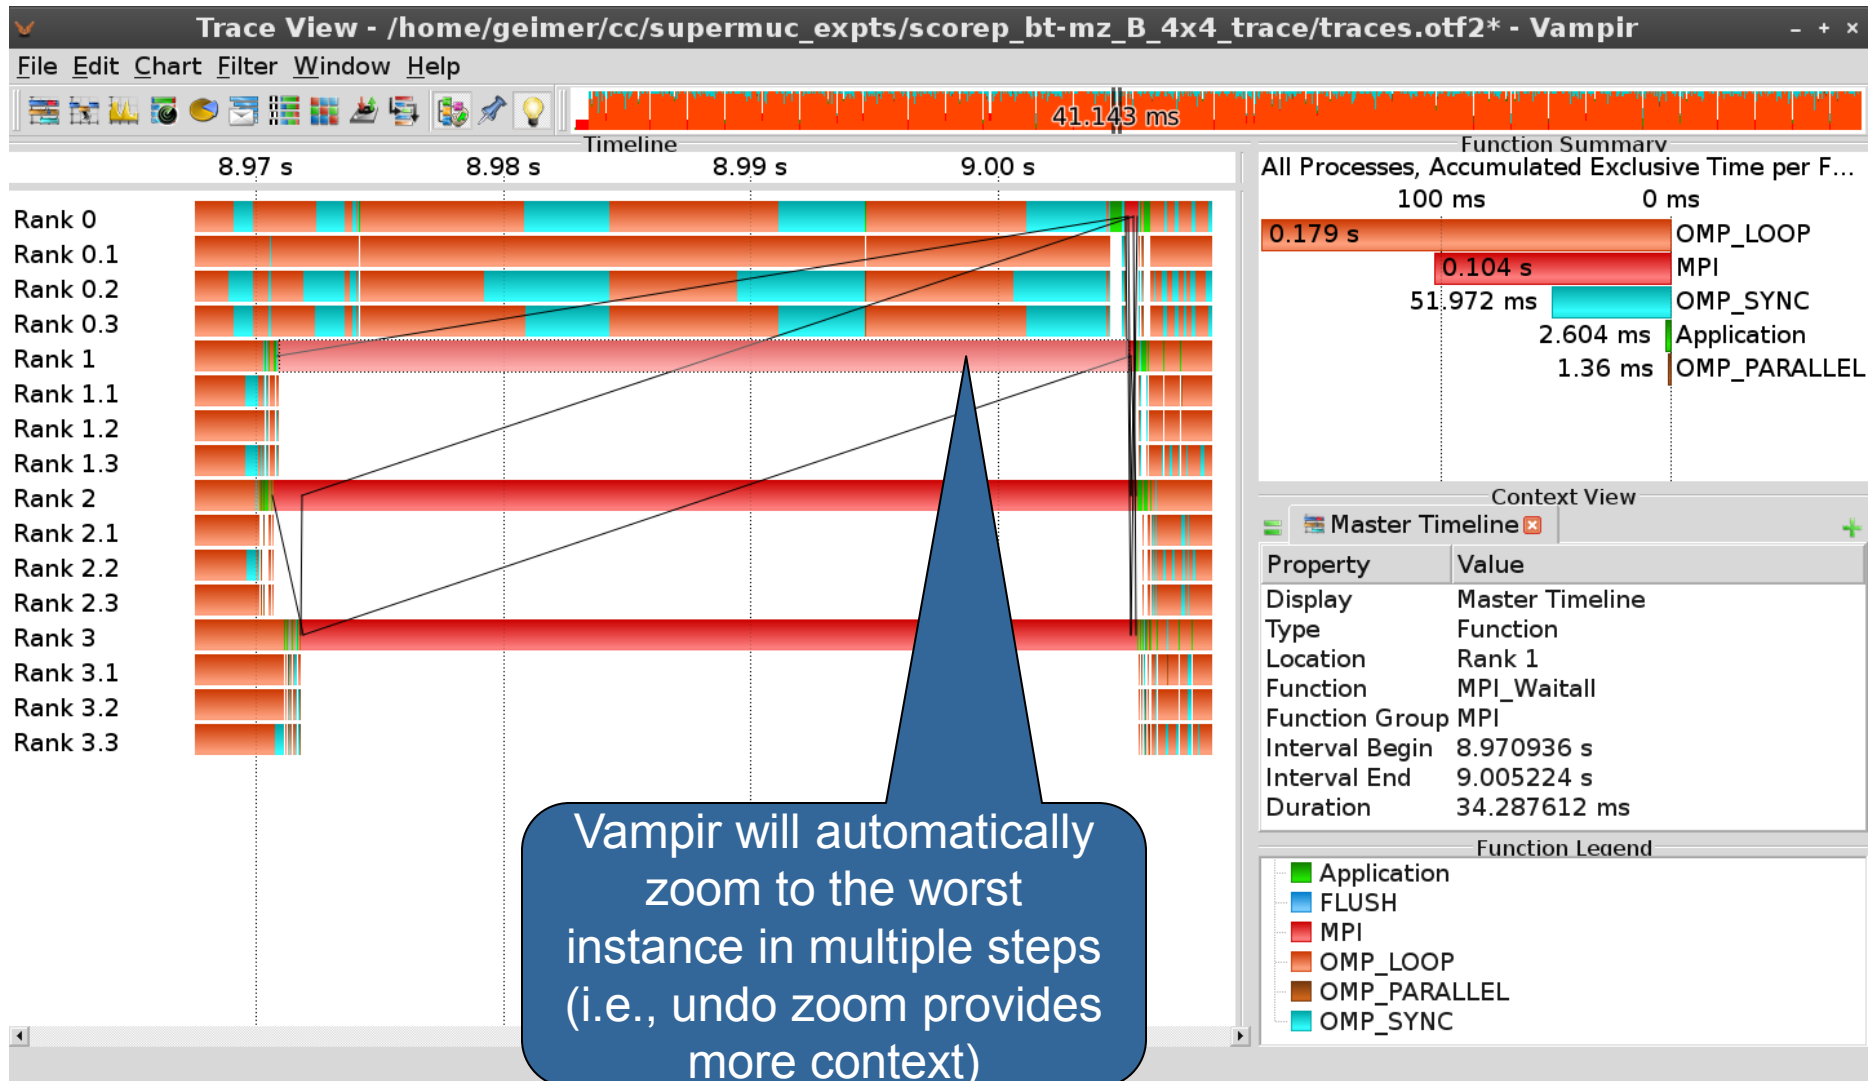 Trace View - /home/geimer/cc/supermuc_expts/scorep_bt-mz_B_4x4_trace/traces.otf2* - Vampir
File Edit Chart Filter Window Help
41.143 ms
Timeline
8.97 s 8.98 s 8.99 s 9.00 s
Rank 0
Rank 0.1
Rank 0.2
Rank 0.3
Rank 1
Rank 1.1
Rank 1.2
Rank 1.3
Rank 2
Rank 2.1
Rank 2.2
Rank 2.3
Rank 3
Rank 3.1
Rank 3.2
Rank 3.3
Vampir will automatically
zoom to the worst
instance in multiple steps
(i.e., undo zoom provides
more context)
Function Summary
All Processes, Accumulated Exclusive Time per F...
100 ms 0 ms
0.179 s OMP_LOOP
0.104 s MPI
51.972 ms OMP_SYNC
2.604 ms Application
1.36 ms OMP_PARALLEL
Context View
Master Timeline
Property Value
Display Master Timeline
Type Function
Location Rank 1
Function MPI_Waitall
Function Group MPI
Interval Begin 8.970936 s
Interval End 9.005224 s
Duration 34.287612 ms
Function Legend
Application
FLUSH
MPI
OMP_LOOP
OMP_PARALLEL
OMP_SYNC